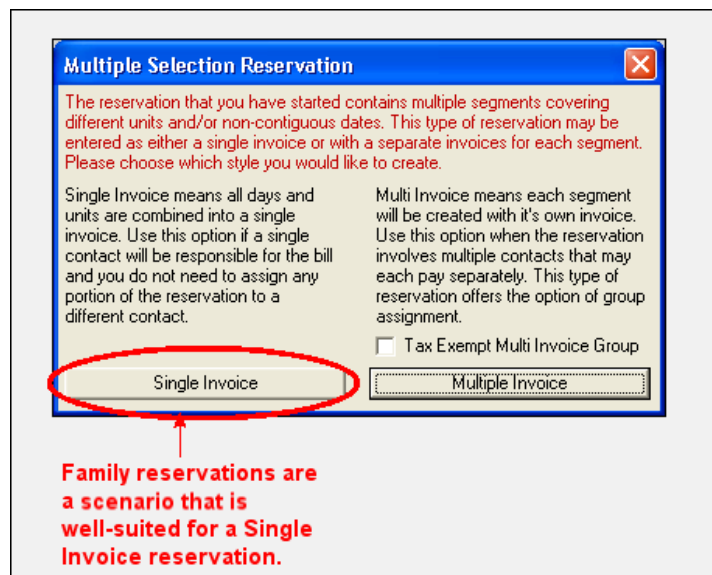 Multiple Selection Reservation
The reservation that you have started contains multiple segments covering
different units and/or non-contiguous dates. This type of reservation may be
entered as either a single invoice or with a separate invoices for each segment.
Please choose which style you would like to create.
Single Invoice means all days and
units are combined into a single
invoice. Use this option if a single
contact will be responsible for the bill
and you do not need to assign any
portion of the reservation to a
different contact.
Multi Invoice means each segment
will be created with it's own invoice.
Use this option when the reservation
involves multiple contacts that may
each pay separately. This type of
reservation offers the option of group
assignment.
Tax Exempt Multi Invoice Group
Single Invoice
Multiple Invoice
Family reservations are
a scenario that is
well-suited for a Single
Invoice reservation.